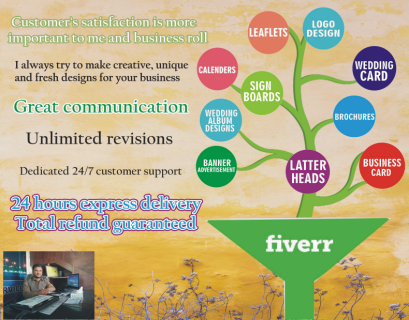 Customer's satisfaction is more
important to me and business roll
I always try to make creative, unique
and fresh designs for your business
Great communication
Unlimited revisions
Dedicated 24/7 customer support
24 hours express delivery
Total refund guaranteed
LEAFLETS
LOGO
DESIGN
CALENDERS
SIGN
BOARDS
WEDDING
CARD
WEDDING
ALBUM
DESIGNS
BROCHURES
BANNER
ADVERTISEMENT
LATTER
HEADS
BUSINESS
CARD
fiverr